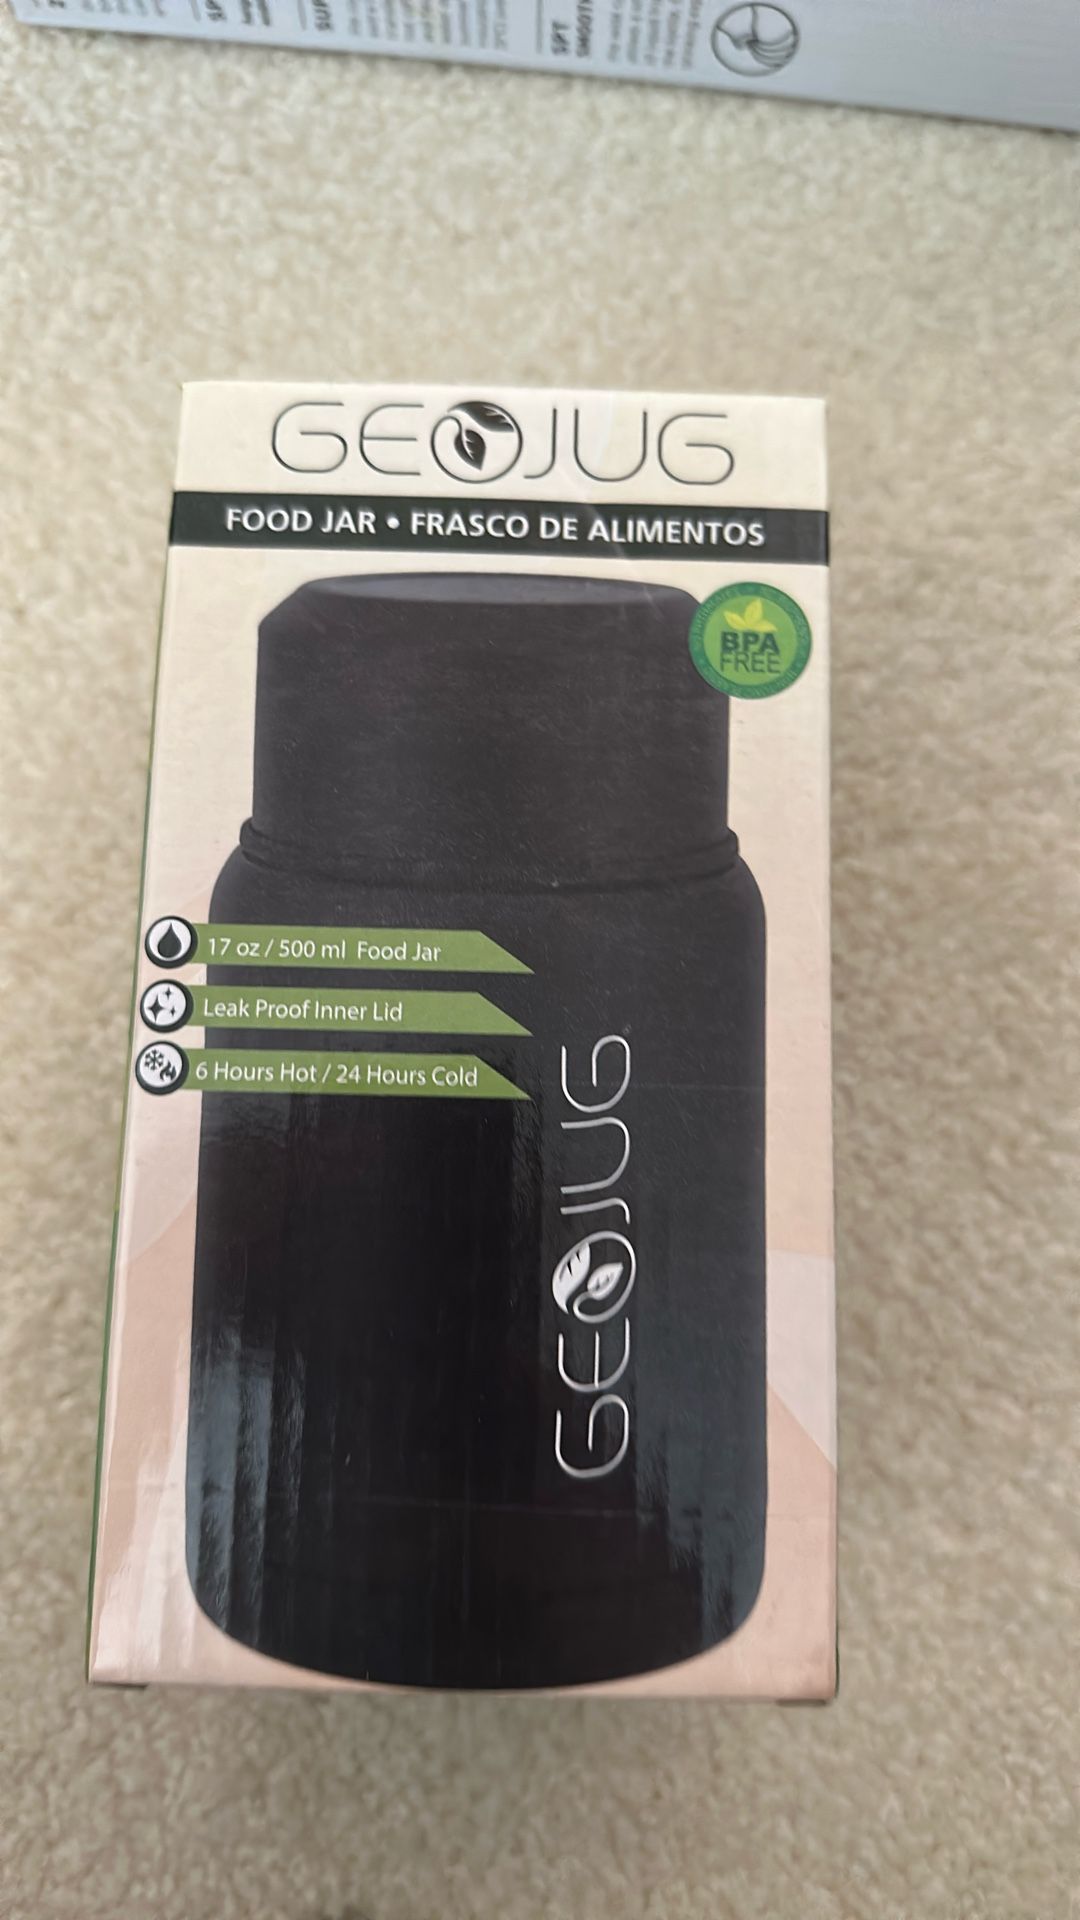 SPT
GEOJUG
FOOD JAR • FRASCO DE ALIMENTOS
BPA
FREE
17 oz / 500 ml Food Jar
Leak Proof Inner Lid
6 Hours Hot / 24 Hours Cold
GEOJUG